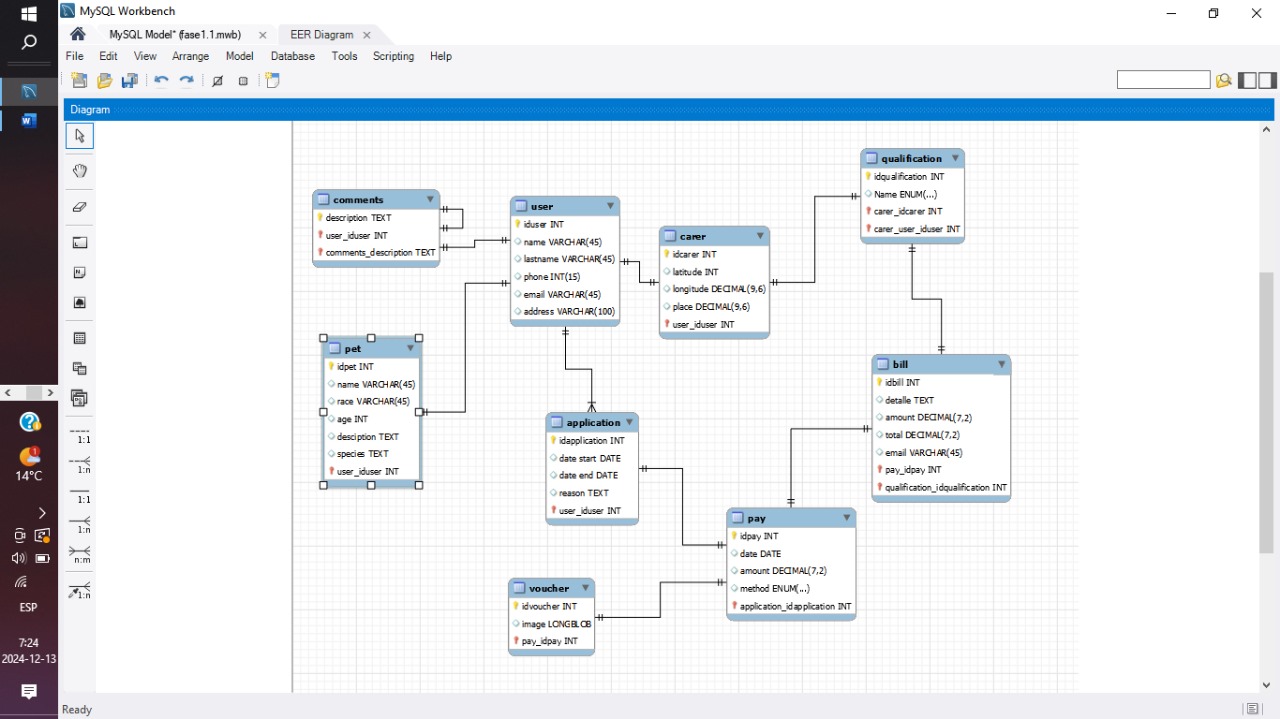 MySQL Workbench
MySQL Model* (fase1.1.mwb)
EER Diagram
File Edit View Arrange Model Database Tools Scripting Help
Diagram
comments
description TEXT
user_iduser INT
comments_description TEXT
user
iduser INT
name VARCHAR(45)
lastname VARCHAR(45)
phone INT(15)
email VARCHAR(45)
address VARCHAR(100)
carer
idcarer INT
latitude INT
longitude DECIMAL(9,6)
place DECIMAL(9,6)
user_iduser INT
qualification
idqualification INT
Name ENUM(...)
carer_idcarer INT
carer_user_iduser INT
pet
idpet INT
name VARCHAR(45)
race VARCHAR(45)
age INT
desciption TEXT
species TEXT
user_iduser INT
bill
idbill INT
detalle TEXT
amount DECIMAL(7,2)
total DECIMAL(7,2)
email VARCHAR(45)
pay_idpay INT
qualification_idqualification INT
application
idapplication INT
date start DATE
date end DATE
reason TEXT
user_iduser INT
pay
idpay INT
date DATE
amount DECIMAL(7,2)
method ENUM(...)
application_idapplication INT
voucher
idvoucher INT
image LONGBLOB
pay_idpay INT
1:1
1:n
1:1
1:n
n:m
1:n
1
14°C
ESP
7:24
2024-12-13
Ready